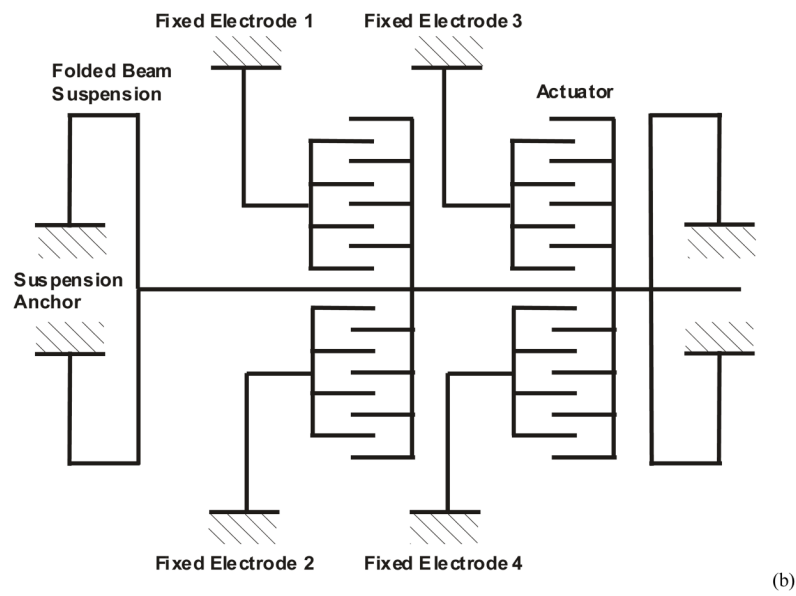 Fixed Electrode 1
Fixed Electrode 3
Folded Beam
Suspension
Actuator
Suspension
Anchor
Fixed Electrode 2
Fixed Electrode 4
(b)